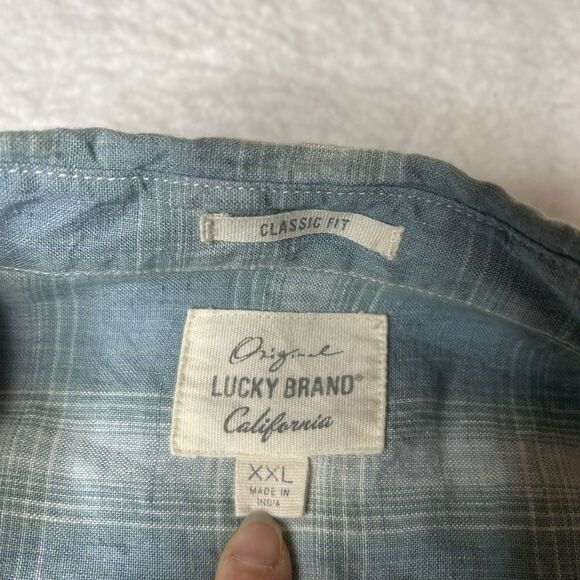 CLASSIC FIT
Original
LUCKY BRAND®
California
XXL
MADE IN
INDIA